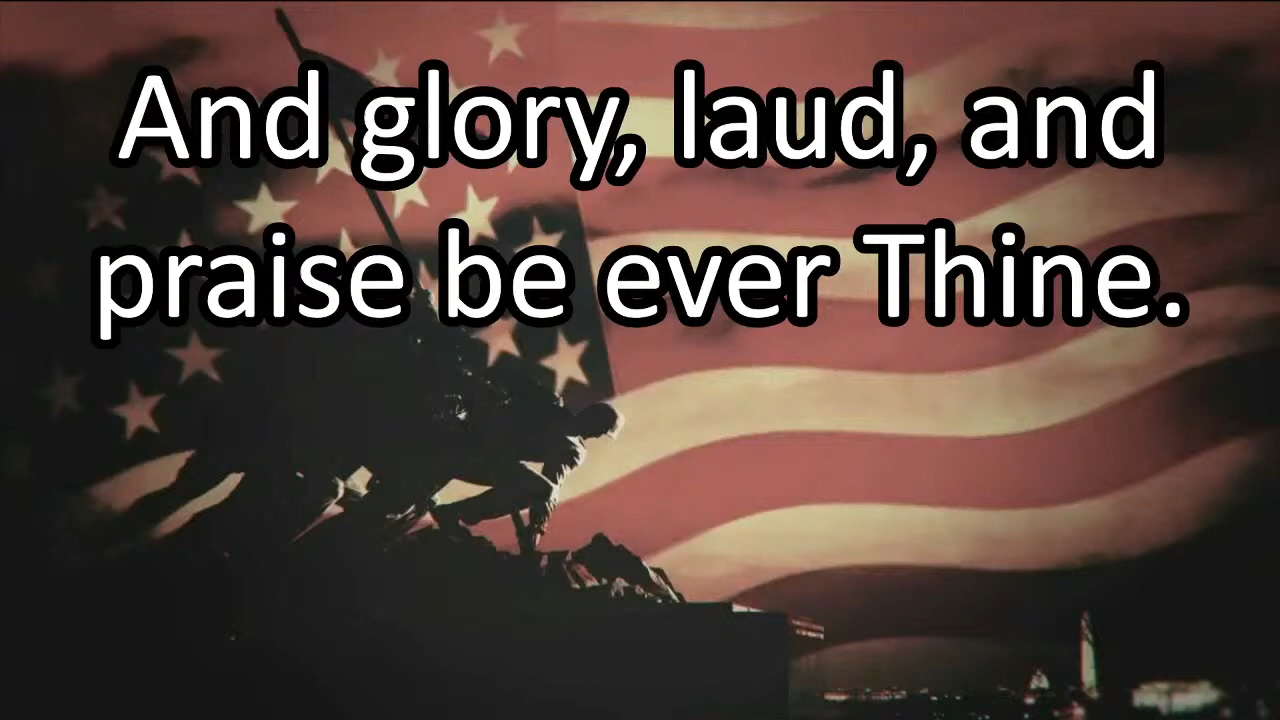 And glory, laud, and
praise be ever Thine.